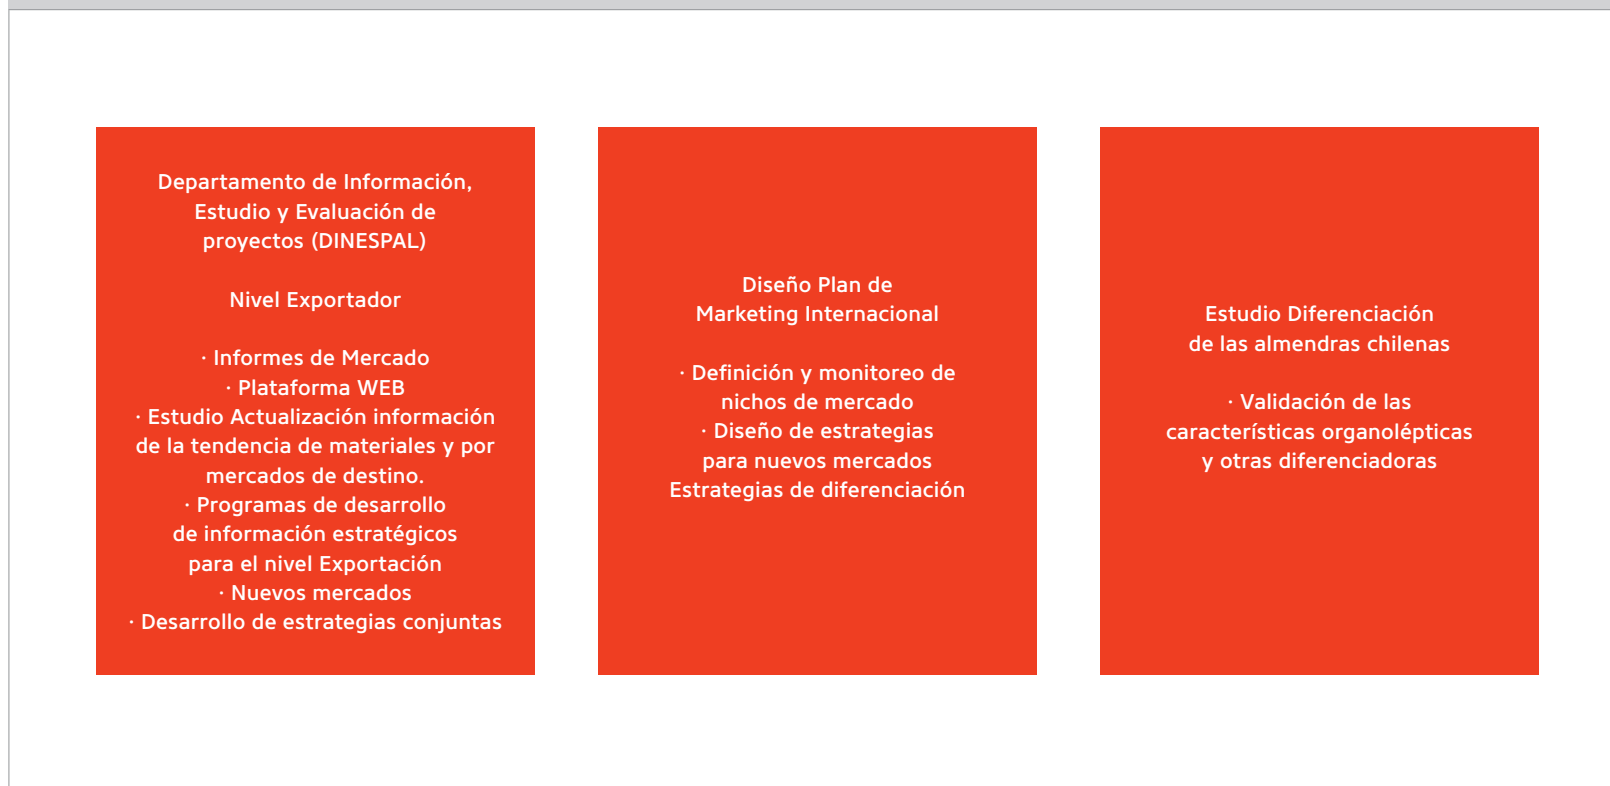 Departamento de Información,
Estudio y Evaluación de
proyectos (DINESPAL)
Nivel Exportador
· Informes de Mercado
· Plataforma WEB
· Estudio Actualización información
de la tendencia de materiales y por
mercados de destino.
· Programas de desarrollo
de información estratégicos
para el nivel Exportación
· Nuevos mercados
· Desarrollo de estrategias conjuntas
Diseño Plan de
Marketing Internacional
· Definición y monitoreo de
nichos de mercado
· Diseño de estrategias
para nuevos mercados
Estrategias de diferenciación
Estudio Diferenciación
de las almendras chilenas
· Validación de las
características organolépticas
y otras diferenciadoras